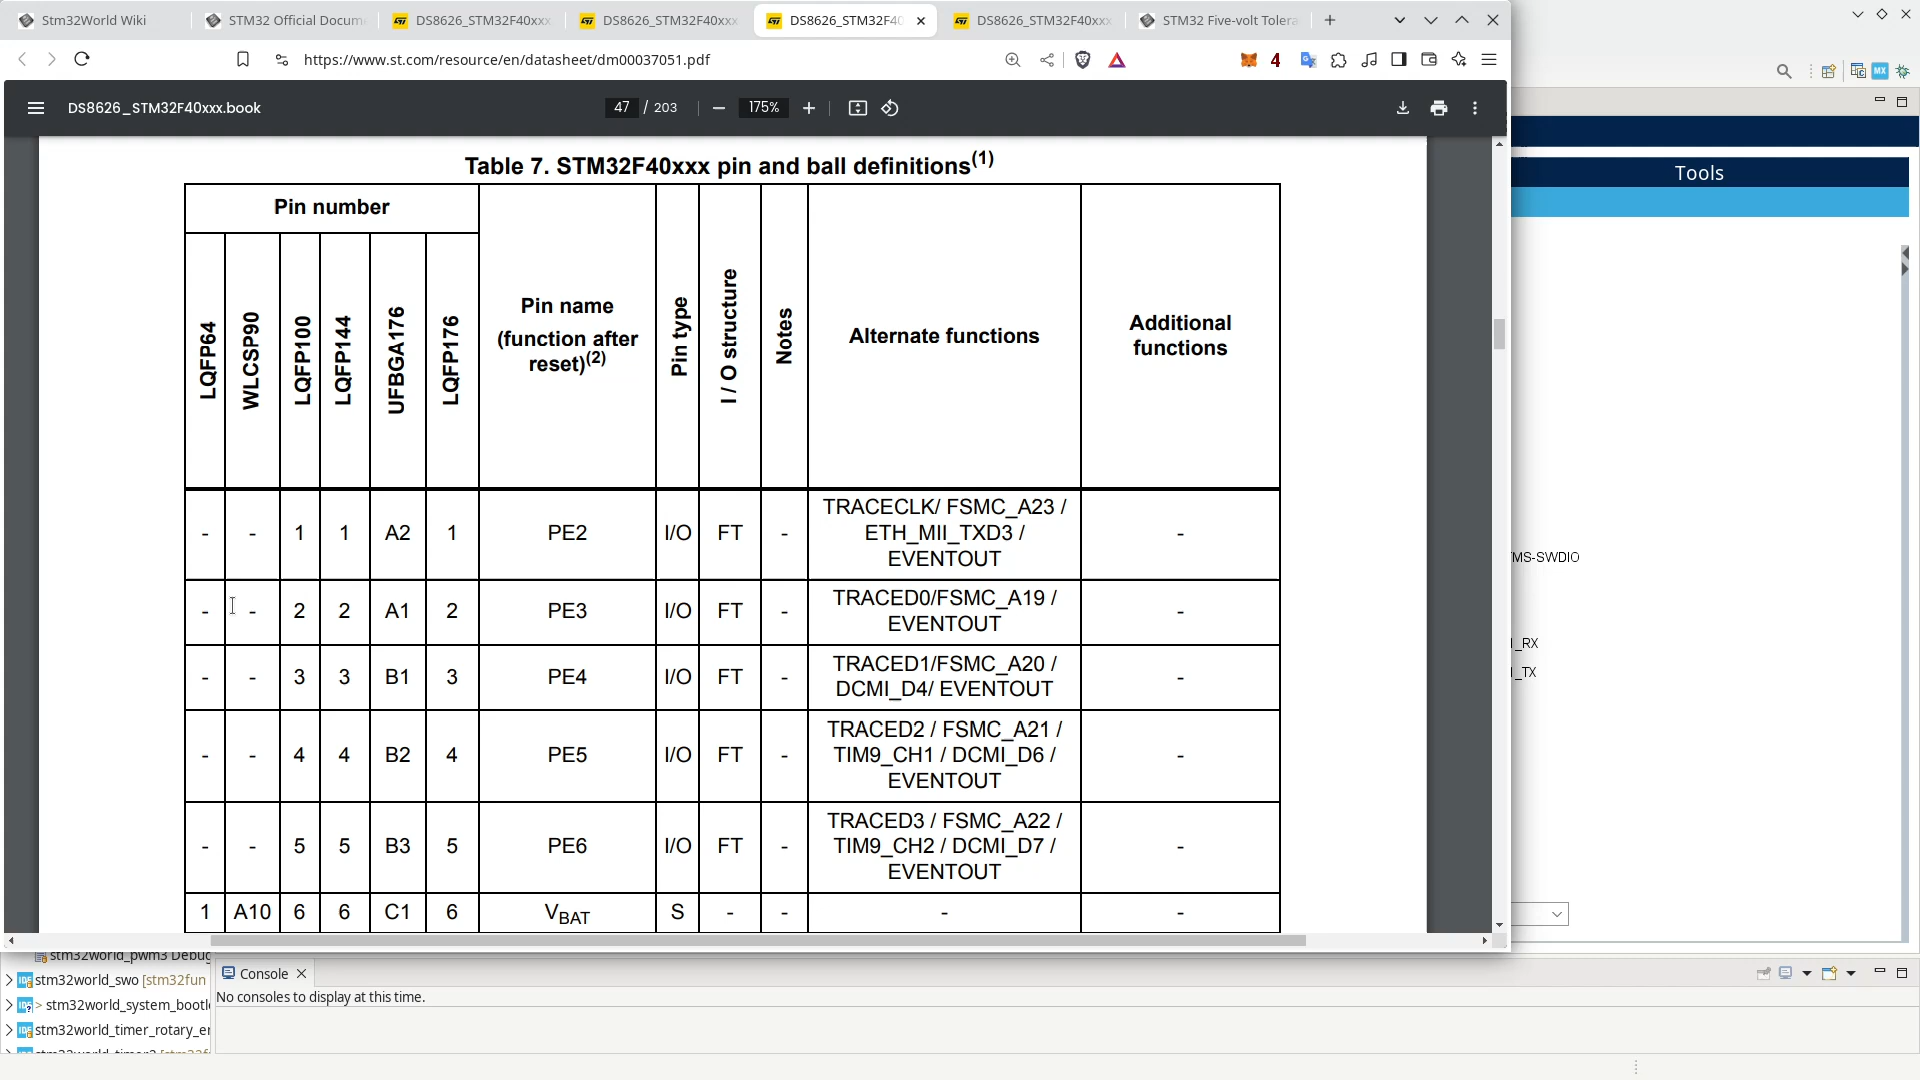 Stm32World Wiki
STM32 Official Docum
DS8626_STM32F40xxx
DS8626_STM32F40xxx
DS8626_STM32F40
DS8626_STM32F40xxx
STM32 Five-volt Tolera
https://www.st.com/resource/en/datasheet/dm00037051.pdf
4
MX
DS8626_STM32F40xxx.book
47 / 203
175%
Tools
Table 7. STM32F40xxx pin and ball definitions(1)
Pin number
LQFP64
WLCSP90
LQFP100
LQFP144
UFBGA176
LQFP176
Pin name
(function after
reset)(2)
Pin type
I / O structure
Notes
Alternate functions
Additional
functions
- - 1 1 A2 1 PE2 I/O FT - TRACECLK/ FSMC_A23 /
ETH_MII_TXD3 /
EVENTOUT -
- - 2 2 A1 2 PE3 I/O FT - TRACED0/FSMC_A19 /
EVENTOUT -
- - 3 3 B1 3 PE4 I/O FT - TRACED1/FSMC_A20 /
DCMI_D4/ EVENTOUT -
- - 4 4 B2 4 PE5 I/O FT - TRACED2 / FSMC_A21 /
TIM9_CH1 / DCMI_D6 /
EVENTOUT -
- - 5 5 B3 5 PE6 I/O FT - TRACED3 / FSMC_A22 /
TIM9_CH2 / DCMI_D7 /
EVENTOUT -
1 A10 6 6 C1 6 VBAT S - - - -
TMS-SWDIO
_RX
_TX
stm32world_pwm3 Debug
stm32world_swo [stm32fun
> stm32world_system_bootl
stm32world_timer_rotary_er
Console
No consoles to display at this time.